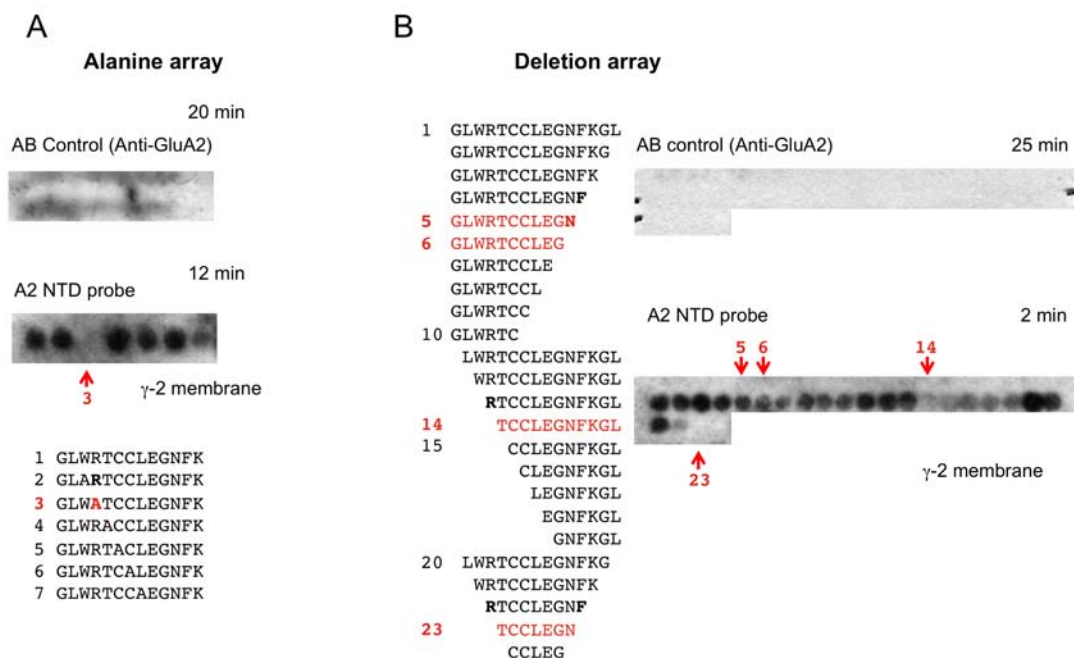 A
Alanine array
20 min
AB Control (Anti-GluA2)
12 min
A2 NTD probe
3
γ-2 membrane
1 GLWRTCCLEGNFK
2 GLARTCCLEGNFK
3 GLWATCCLEGNFK
4 GLWRACCLEGNFK
5 GLWRTACLEGNFK
6 GLWRTCALEGNFK
7 GLWRTCCAEGNFK
B
Deletion array
1 GLWRTCCLEGNFKGL
GLWRTCCLEGNFKG
GLWRTCCLEGNFK
GLWRTCCLEGNF
5 GLWRTCCLEGN
6 GLWRTCCLEG
GLWRTCCLE
GLWRTCCL
GLWRTCC
10 GLWRTC
LWRTCCLEGNFKGL
WRTCCLEGNFKGL
RTCCLEGNFKGL
14 TCCLEGNFKGL
15 CCLEGNFKGL
CLEGNFKGL
LEGNFKGL
EGNFKGL
GNFKGL
20 LWRTCCLEGNFKG
WRTCCLEGNFK
RTCCLEGNF
23 TCCLEGN
CCLEG
AB control (Anti-GluA2)
25 min
A2 NTD probe
2 min
5 6 14
23
γ-2 membrane